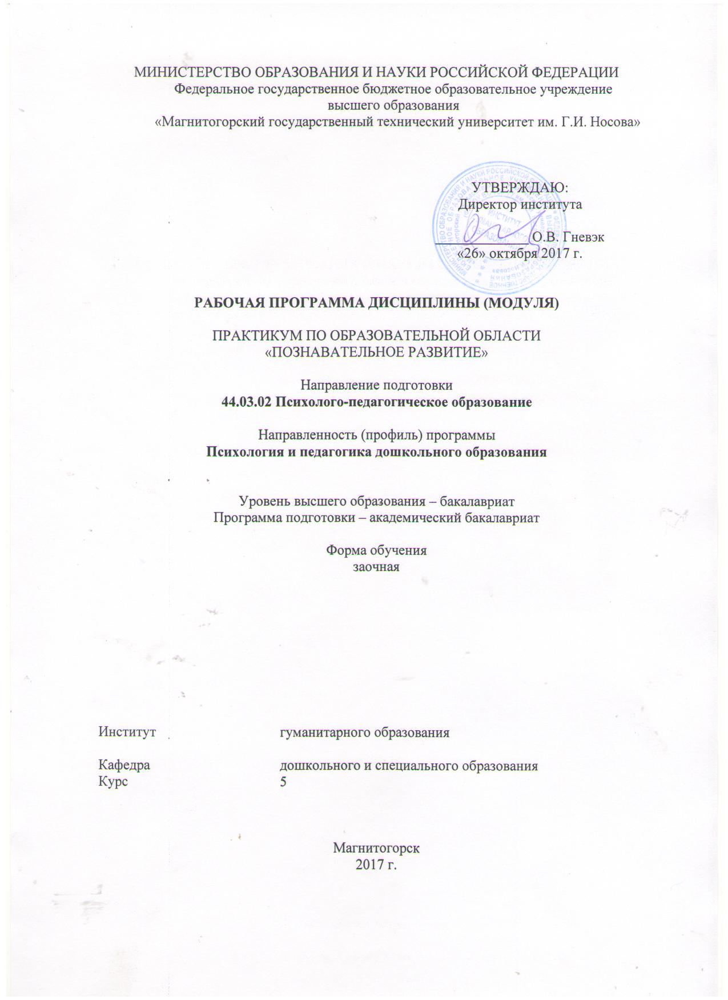 МИНИСТЕРСТВО ОБРАЗОВАНИЯ И НАУКИ РОССИЙСКОЙ ФЕДЕРАЦИИ
Федеральное государственное бюджетное образовательное учреждение
высшего образования
«Магнитогорский государственный технический университет им. Г.И. Носова»
УТВЕРЖДАЮ:
Директор института
О.В. Гневэк
«26» октября 2017 г.
РАБОЧАЯ ПРОГРАММА ДИСЦИПЛИНЫ (МОДУЛЯ)
ПРАКТИКУМ ПО ОБРАЗОВАТЕЛЬНОЙ ОБЛАСТИ
«ПОЗНАВАТЕЛЬНОЕ РАЗВИТИЕ»
Направление подготовки
44.03.02 Психолого-педагогическое образование
Направленность (профиль) программы
Психология и педагогика дошкольного образования
Уровень высшего образования – бакалавриат
Программа подготовки – академический бакалавриат
Форма обучения
заочная
Институт гуманитарного образования
Кафедра дошкольного и специального образования
Курс 5
Магнитогорск
2017 г.